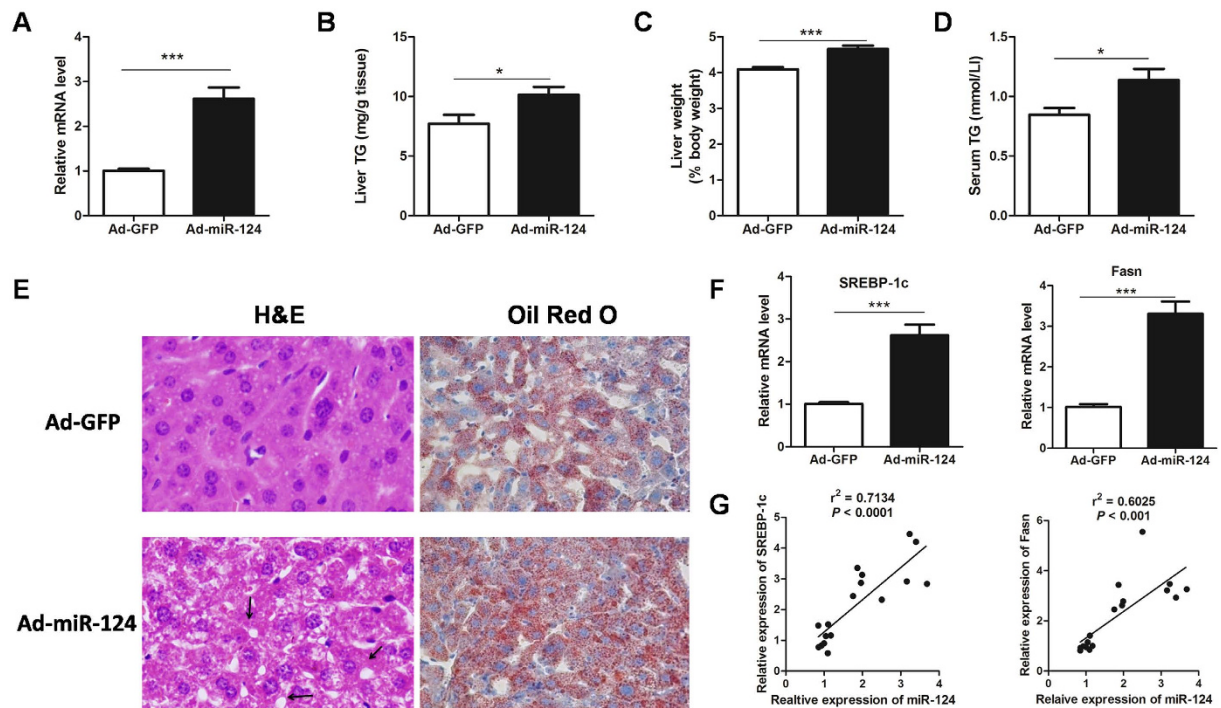 A
Relative mRNA level
4
3
2
1
0
***
Ad-GFP
Ad-miR-124
B
Liver TG (mg/g tissue)
15
10
5
0
*
Ad-GFP
Ad-miR-124
C
Liver weight
(% body weight)
5
4
3
2
1
0
***
Ad-GFP
Ad-miR-124
D
Serum TG (mmol/LI)
1.5
1.0
0.5
0.0
*
Ad-GFP
Ad-miR-124
E
H&E
Oil Red O
Ad-GFP
Ad-miR-124
F
SREBP-1c
Relative mRNA level
4
3
2
1
0
***
Ad-GFP
Ad-miR-124
Fasn
Relative mRNA level
4
3
2
1
0
***
Ad-GFP
Ad-miR-124
G
r2 = 0.7134
P < 0.0001
Relative expression of SREBP-1c
5
4
3
2
1
0
0 1 2 3 4
Realtive expression of miR-124
r2 = 0.6025
P < 0.001
Relative expression of Fasn
6
4
2
0
0 1 2 3 4
Relaive expression of miR-124